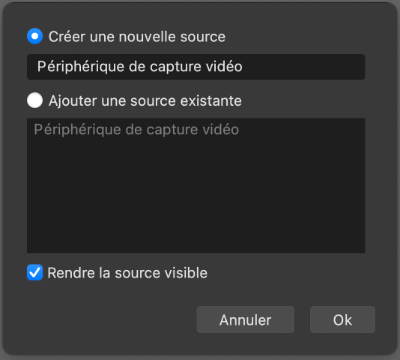 Créer une nouvelle source
Périphérique de capture vidéo
Ajouter une source existante
Périphérique de capture vidéo
Rendre la source visible
Annuler
Ok